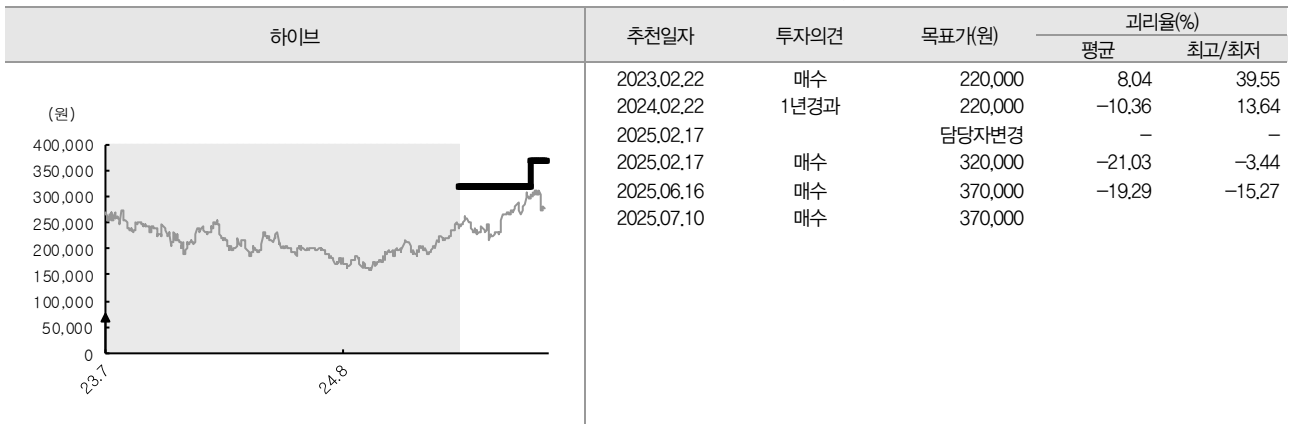 하이브
추천일자 투자의견 목표가(원) 괴리율(%)
평균 최고/최저
(원)
400,000
350,000
300,000
250,000
200,000
150,000
100,000
50,000
0
23.7
24.8
2023.02.22 매수 220,000 8.04 39.55
2024.02.22 1년경과 220,000 -10.36 13.64
2025.02.17 담당자변경 - -
2025.02.17 매수 320,000 -21.03 -3.44
2025.06.16 매수 370,000 -19.29 -15.27
2025.07.10 매수 370,000